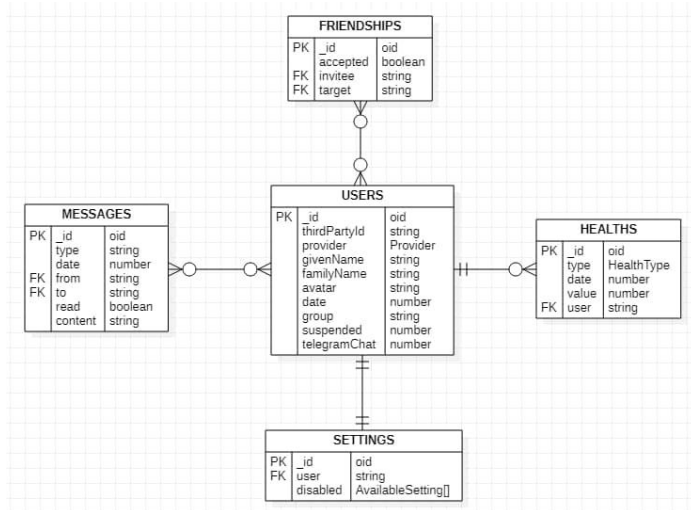 FRIENDSHIPS
PK _id oid
accepted boolean
FK invitee string
FK target string
USERS
PK _id oid
thirdPartyId string
provider Provider
givenName string
familyName string
avatar string
date number
group string
suspended number
telegramChat number
MESSAGES
PK _id oid
type string
date number
FK from string
FK to string
read boolean
content string
HEALTHS
PK _id oid
type HealthType
date number
value number
FK user string
SETTINGS
PK _id oid
FK user string
disabled AvailableSetting[]